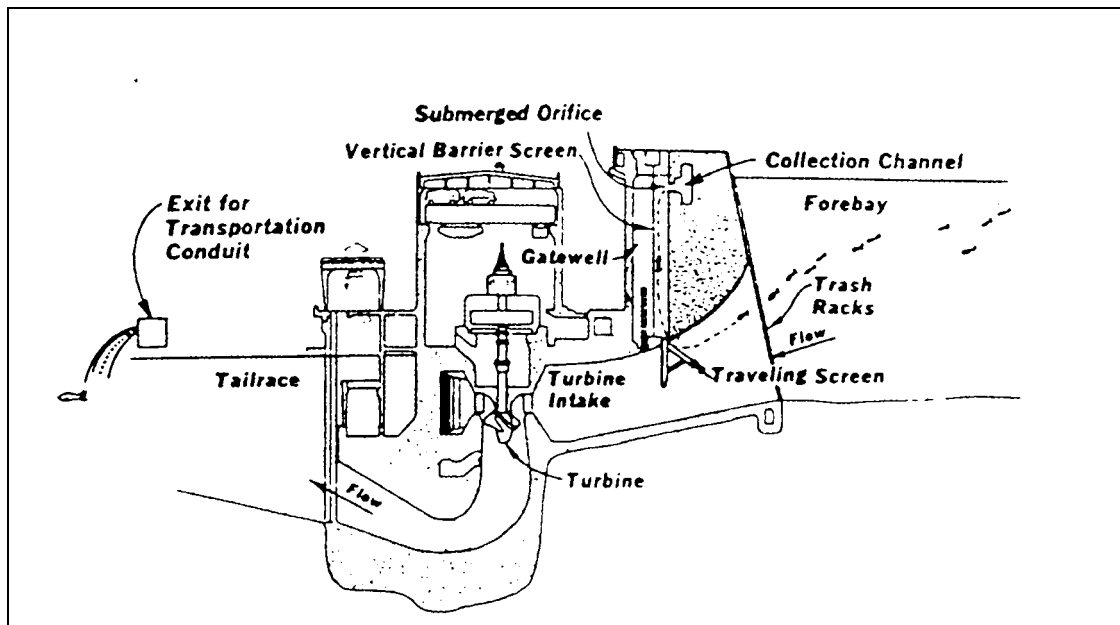 Submerged Orifice
Vertical Barrier Screen
Collection Channel
Exit for
Transportation
Conduit
Forebay
Gatewell
Trash
Racks
Flow
Tailrace
Turbine
Intake
Traveling Screen
Turbine
Flow